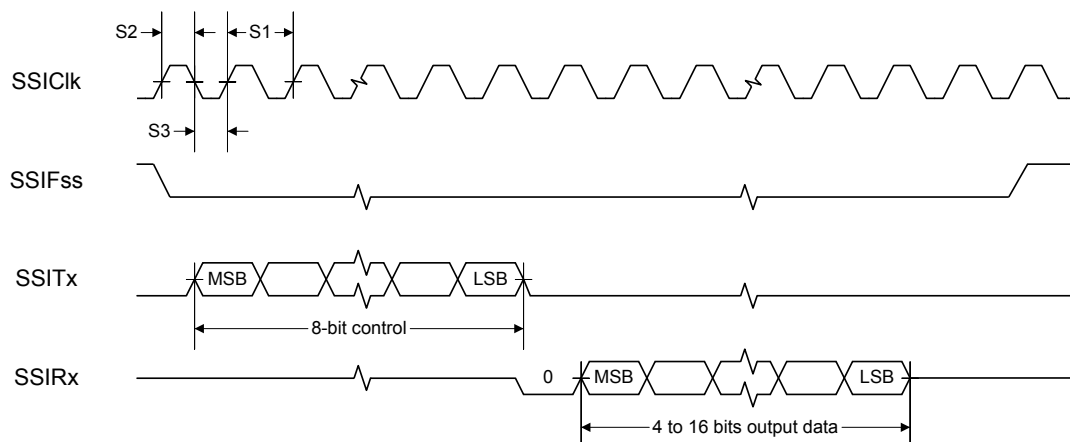 S2
S1
SSIClk
S3
SSIFss
SSITx
MSB
LSB
8-bit control
SSIRx
0
MSB
LSB
4 to 16 bits output data